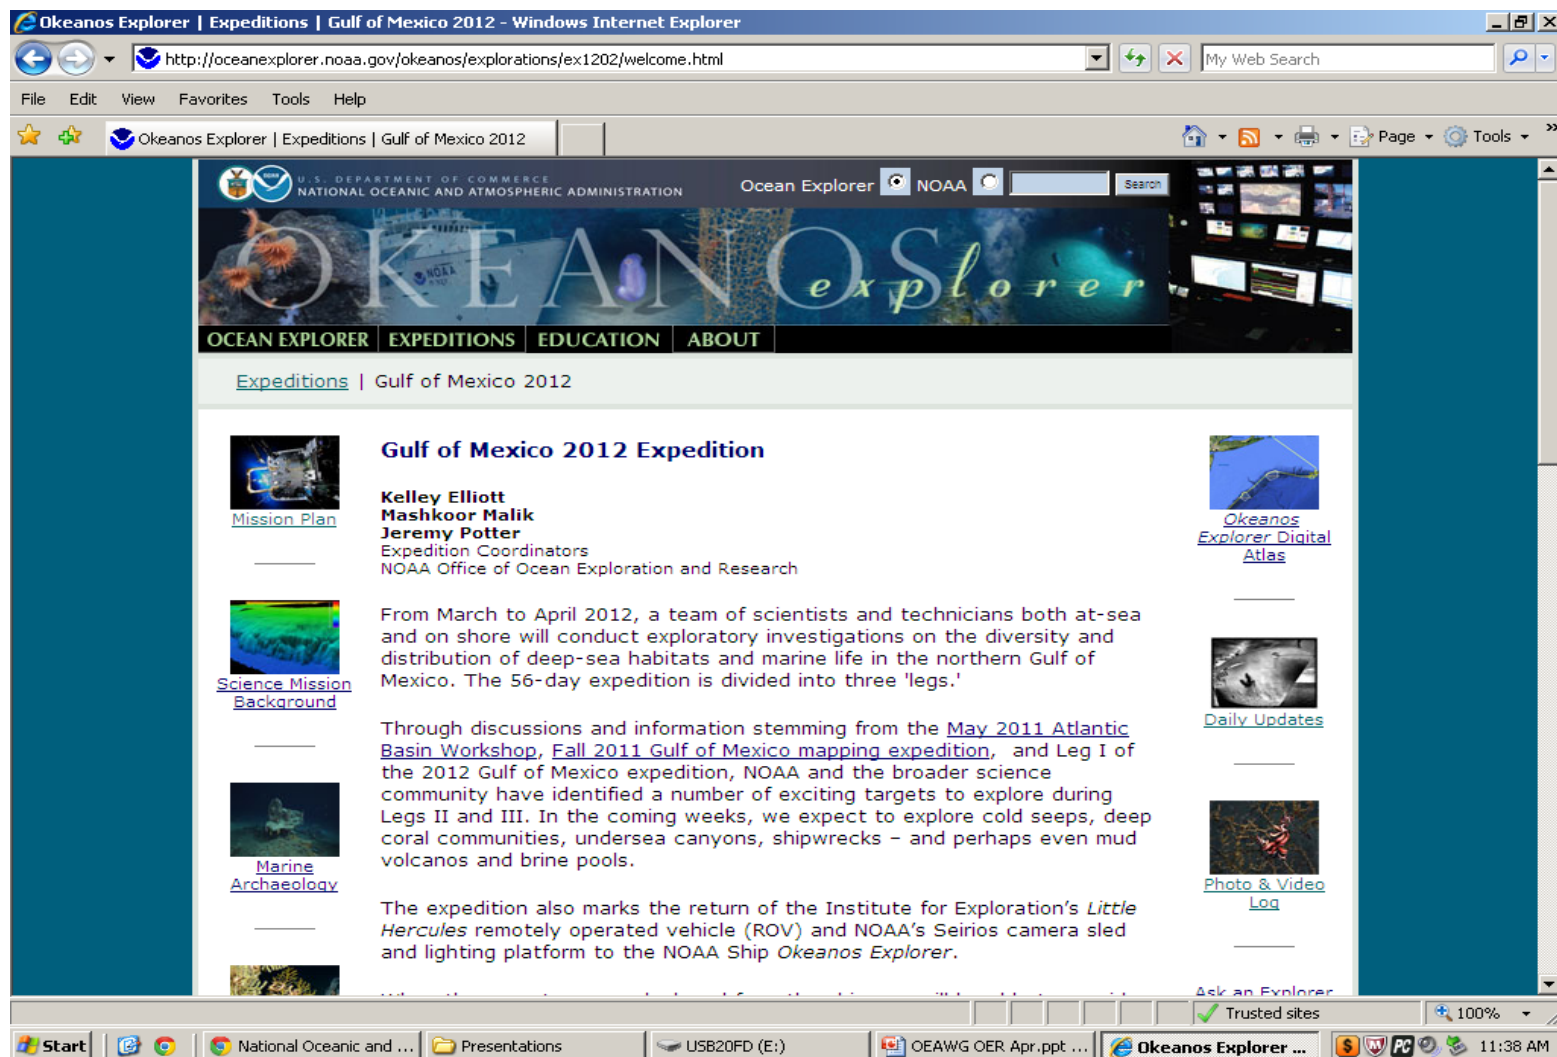 Okeanos Explorer | Expeditions | Gulf of Mexico 2012 - Windows Internet Explorer
http://oceanexplorer.noaa.gov/okeanos/explorations/ex1202/welcome.html
My Web Search
File Edit View Favorites Tools Help
Okeanos Explorer | Expeditions | Gulf of Mexico 2012
Page Tools
U.S. DEPARTMENT OF COMMERCE
NATIONAL OCEANIC AND ATMOSPHERIC ADMINISTRATION
Ocean Explorer NOAA Search
OKEANOS
explorer
OCEAN EXPLORER EXPEDITIONS EDUCATION ABOUT
Expeditions | Gulf of Mexico 2012
Mission Plan
Science Mission
Background
Marine
Archaeology
Gulf of Mexico 2012 Expedition
Kelley Elliott
Mashkoor Malik
Jeremy Potter
Expedition Coordinators
NOAA Office of Ocean Exploration and Research
From March to April 2012, a team of scientists and technicians both at-sea
and on shore will conduct exploratory investigations on the diversity and
distribution of deep-sea habitats and marine life in the northern Gulf of
Mexico. The 56-day expedition is divided into three 'legs.'
Through discussions and information stemming from the May 2011 Atlantic
Basin Workshop, Fall 2011 Gulf of Mexico mapping expedition, and Leg I of
the 2012 Gulf of Mexico expedition, NOAA and the broader science
community have identified a number of exciting targets to explore during
Legs II and III. In the coming weeks, we expect to explore cold seeps, deep
coral communities, undersea canyons, shipwrecks – and perhaps even mud
volcanos and brine pools.
The expedition also marks the return of the Institute for Exploration's Little
Hercules remotely operated vehicle (ROV) and NOAA's Seirios camera sled
and lighting platform to the NOAA Ship Okeanos Explorer.
Okeanos
Explorer Digital
Atlas
Daily Updates
Photo & Video
Log
Ask an Explorer
Trusted sites
100%
Start
National Oceanic and ...
Presentations
USB20FD (E:)
OEAWG OER Apr.ppt ...
Okeanos Explorer ...
11:38 AM